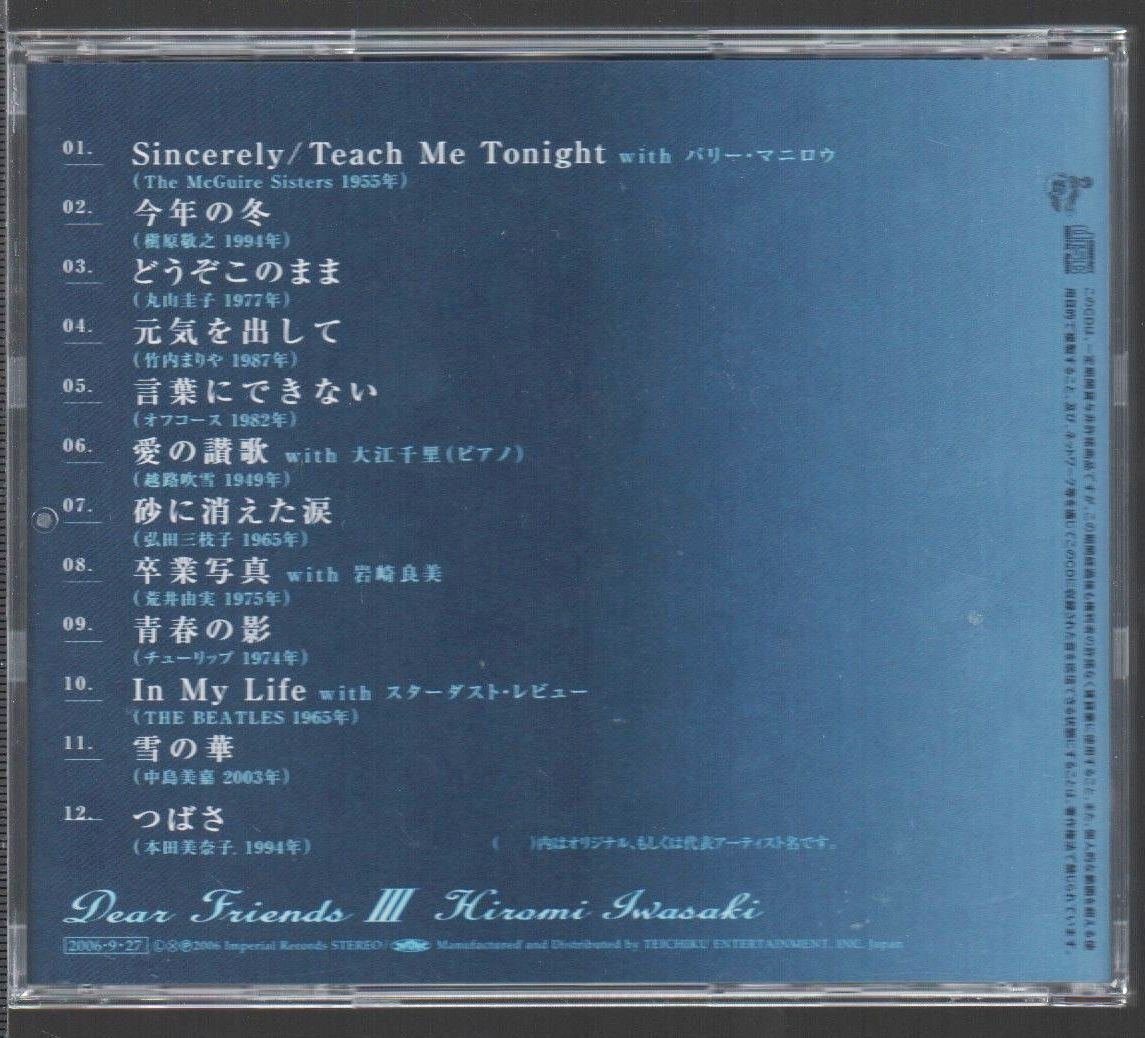 01. Sincerely/Teach Me Tonight with バリー・マニロウ
(The McGuire Sisters 1955年)
02. 今年の冬
(槇原敬之 1994年)
03. どうぞこのまま
(丸山圭子 1977年)
04. 元気を出して
(竹内まりや 1987年)
05. 言葉にできない
(オフコース 1982年)
06. 愛の讃歌 with 大江千里(ピアノ)
(越路吹雪 1949年)
07. 砂に消えた涙
(弘田三枝子 1965年)
08. 卒業写真 with 岩崎良美
(荒井由実 1975年)
09. 青春の影
(チューリップ 1974年)
10. In My Life with スターダスト・レビュー
(THE BEATLES 1965年)
11. 雪の華
(中島美嘉 2003年)
12. つばさ
(本田美奈子. 1994年)
(　)内はオリジナル、もしくは代表アーティスト名です。
Dear Friends III Hiromi Iwasaki
2006・9・27 ©Ⓧ℗2006 Imperial Records STEREO/ Manufactured and Distributed by TEICHIKU ENTERTAINMENT, INC. Japan